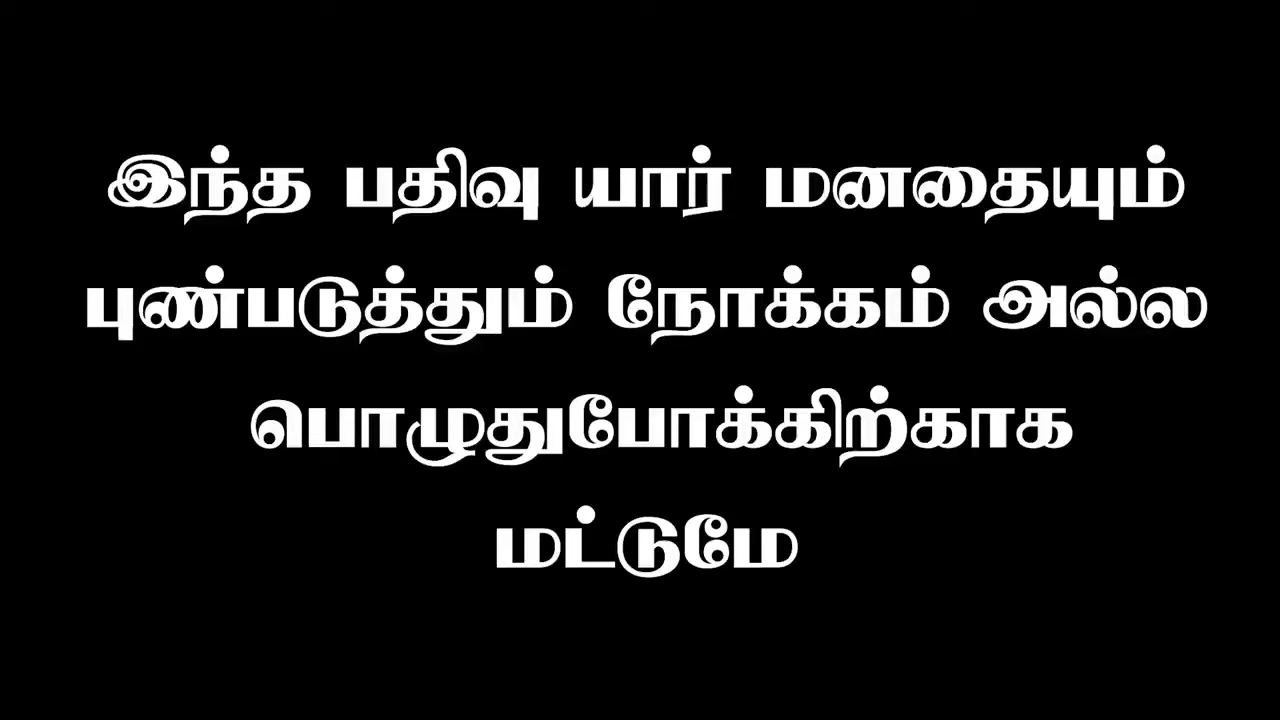 இந்த பதிவு யார் மனதையும்
புண்படுத்தும் நோக்கம் அல்ல
பொழுதுபோக்கிற்காக
மட்டுமே